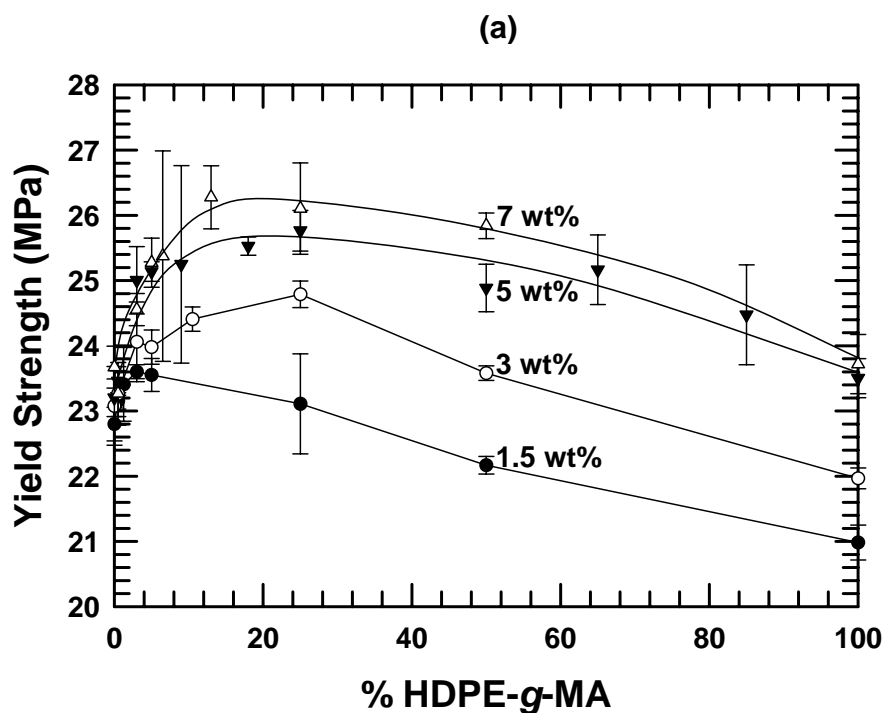 (a)
28
27
26
25
24
23
22
21
20
Yield Strength (MPa)
7 wt%
5 wt%
3 wt%
1.5 wt%
0 20 40 60 80 100
% HDPE-g-MA